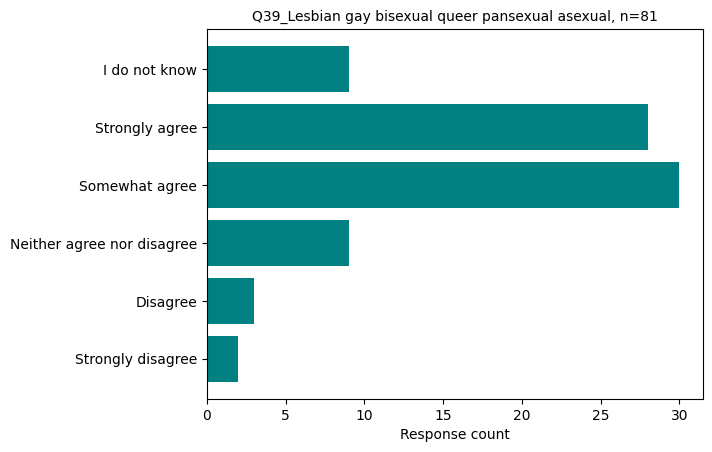 Q39_Lesbian gay bisexual queer pansexual asexual, n=81
I do not know
Strongly agree
Somewhat agree
Neither agree nor disagree
Disagree
Strongly disagree
0 5 10 15 20 25 30
Response count